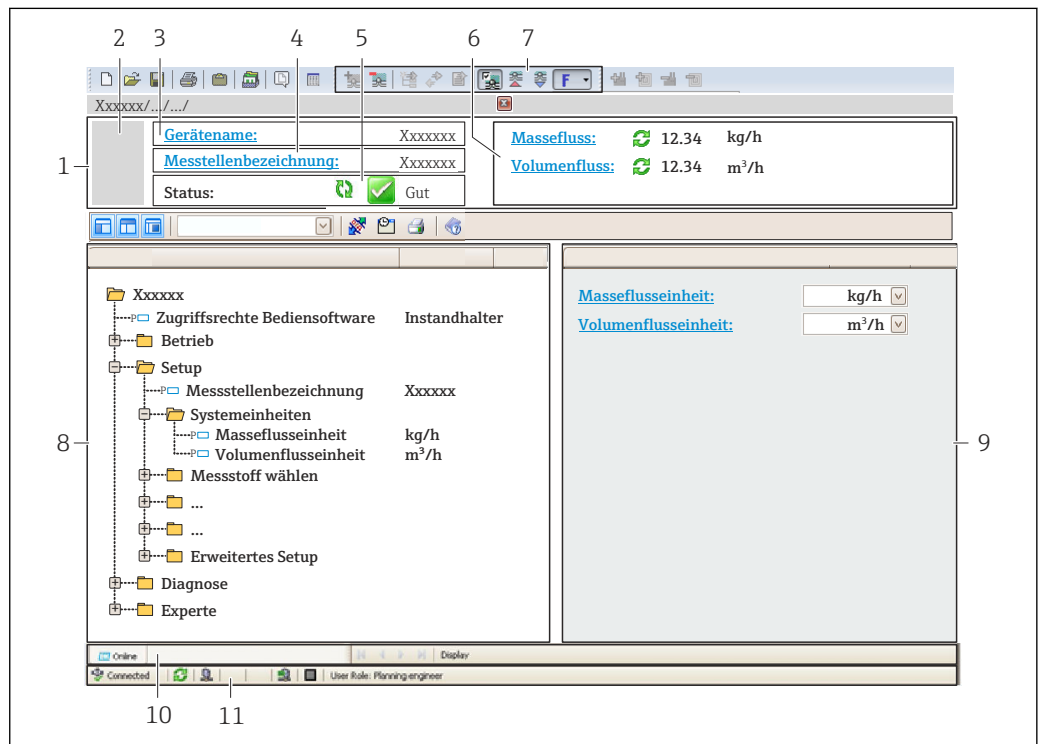 2 3 4 5 6 7
F
Xxxxxx/.../.../
1
Gerätename: Xxxxxxx
Messtellenbezeichnung: Xxxxxxx
Status: Gut
Massefluss: 12.34 kg/h
Volumenfluss: 12.34 m³/h
Xxxxxx
P Zugriffsrechte Bediensoftware Instandhalter
Betrieb
Setup
P Messstellenbezeichnung Xxxxxx
Systemeinheiten
P Masseflusseinheit kg/h
P Volumenflusseinheit m³/h
Messstoff wählen
...
...
Erweitertes Setup
Diagnose
Experte
8
Masseflusseinheit: kg/h
Volumenflusseinheit: m³/h
9
Online Display
Connected User Role: Planning engineer
10 11